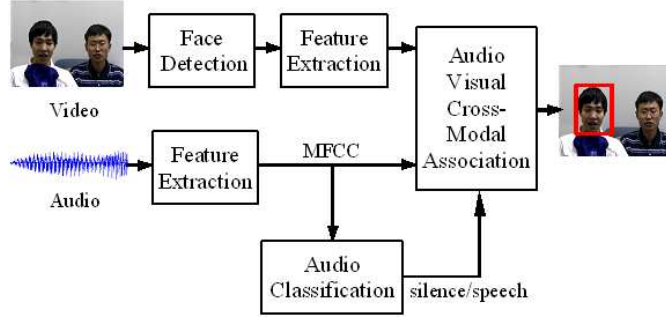 Face
Detection
Feature
Extraction
Audio
Visual
Cross-
Modal
Association
Video
Feature
Extraction
MFCC
Audio
Audio
Classification
silence/speech